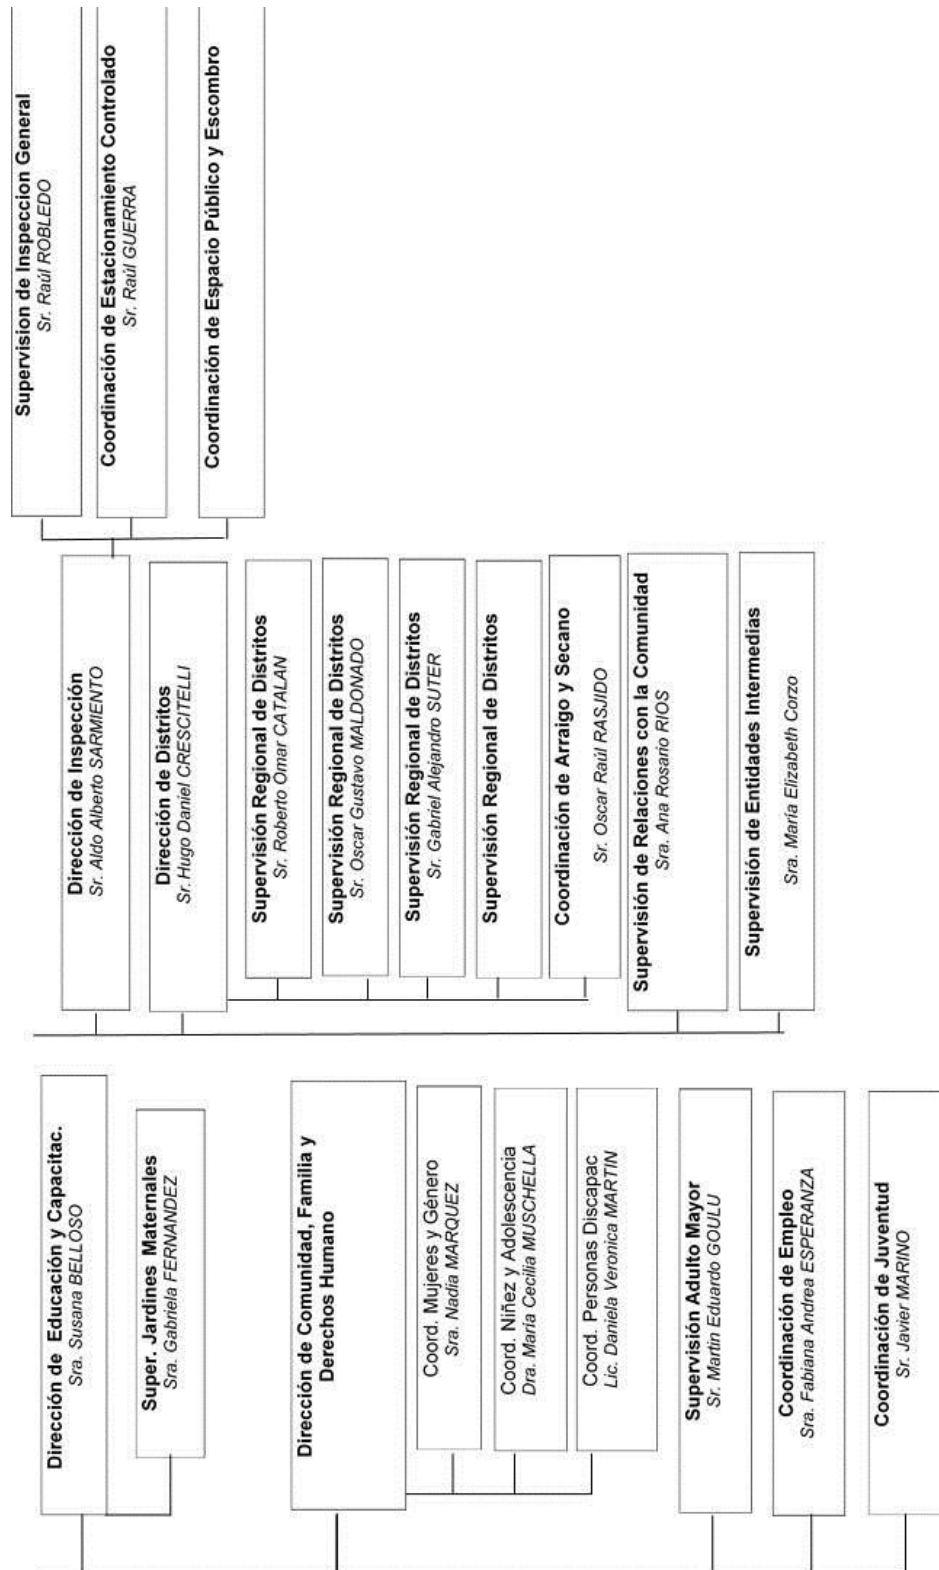 Supervision de Inspeccion General
Sr. Raúl ROBLEDO
Coordinación de Estacionamiento Controlado
Sr. Raúl GUERRA
Coordinación de Espacio Público y Escombro
Dirección de Inspección
Sr. Aldo Alberto SARMIENTO
Dirección de Distritos
Sr. Hugo Daniel CRESCITELLI
Supervisión Regional de Distritos
Sr. Roberto Omar CATALAN
Supervisión Regional de Distritos
Sr. Oscar Gustavo MALDONADO
Supervisión Regional de Distritos
Sr. Gabriel Alejandro SUTER
Supervisión Regional de Distritos
Coordinación de Arraigo y Secano
Sr. Oscar Raúl RASJIDO
Supervisión de Relaciones con la Comunidad
Sra. Ana Rosario RIOS
Supervisión de Entidades Intermedias
Sra. María Elizabeth Corzo
Dirección de Educación y Capacitac.
Sra. Susana BELLOSO
Super. Jardines Maternales
Sra. Gabriela FERNANDEZ
Dirección de Comunidad, Familia y
Derechos Humano
Coord. Mujeres y Género
Sra. Nadia MARQUEZ
Coord. Niñez y Adolescencia
Dra. María Cecilia MUSCHELLA
Coord. Personas Discapac
Lic. Daniela Veronica MARTIN
Supervisión Adulto Mayor
Sr. Martin Eduardo GOULU
Coordinación de Empleo
Sra. Fabiana Andrea ESPERANZA
Coordinación de Juventud
Sr. Javier MARINO